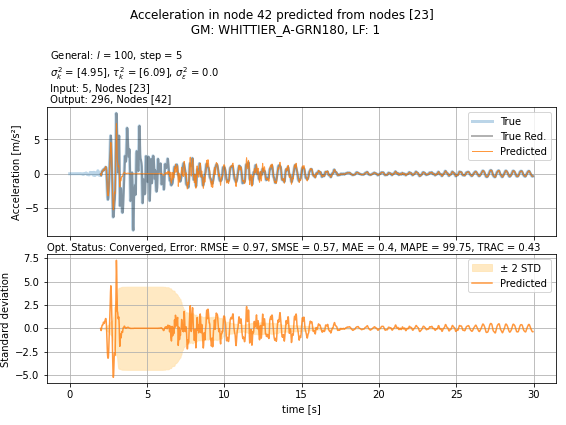 Acceleration in node 42 predicted from nodes [23]
GM: WHITTIER_A-GRN180, LF: 1
General: l = 100, step = 5
σ²ₖ = [4.95], τ²ₖ = [6.09], σ²ε = 0.0
Input: 5, Nodes [23]
Output: 296, Nodes [42]
Acceleration [m/s²]
5
0
−5
True
True Red.
Predicted
Opt. Status: Converged, Error: RMSE = 0.97, SMSE = 0.57, MAE = 0.4, MAPE = 99.75, TRAC = 0.43
Standard deviation
7.5
5.0
2.5
0.0
−2.5
−5.0
± 2 STD
Predicted
0
5
10
15
20
25
30
time [s]